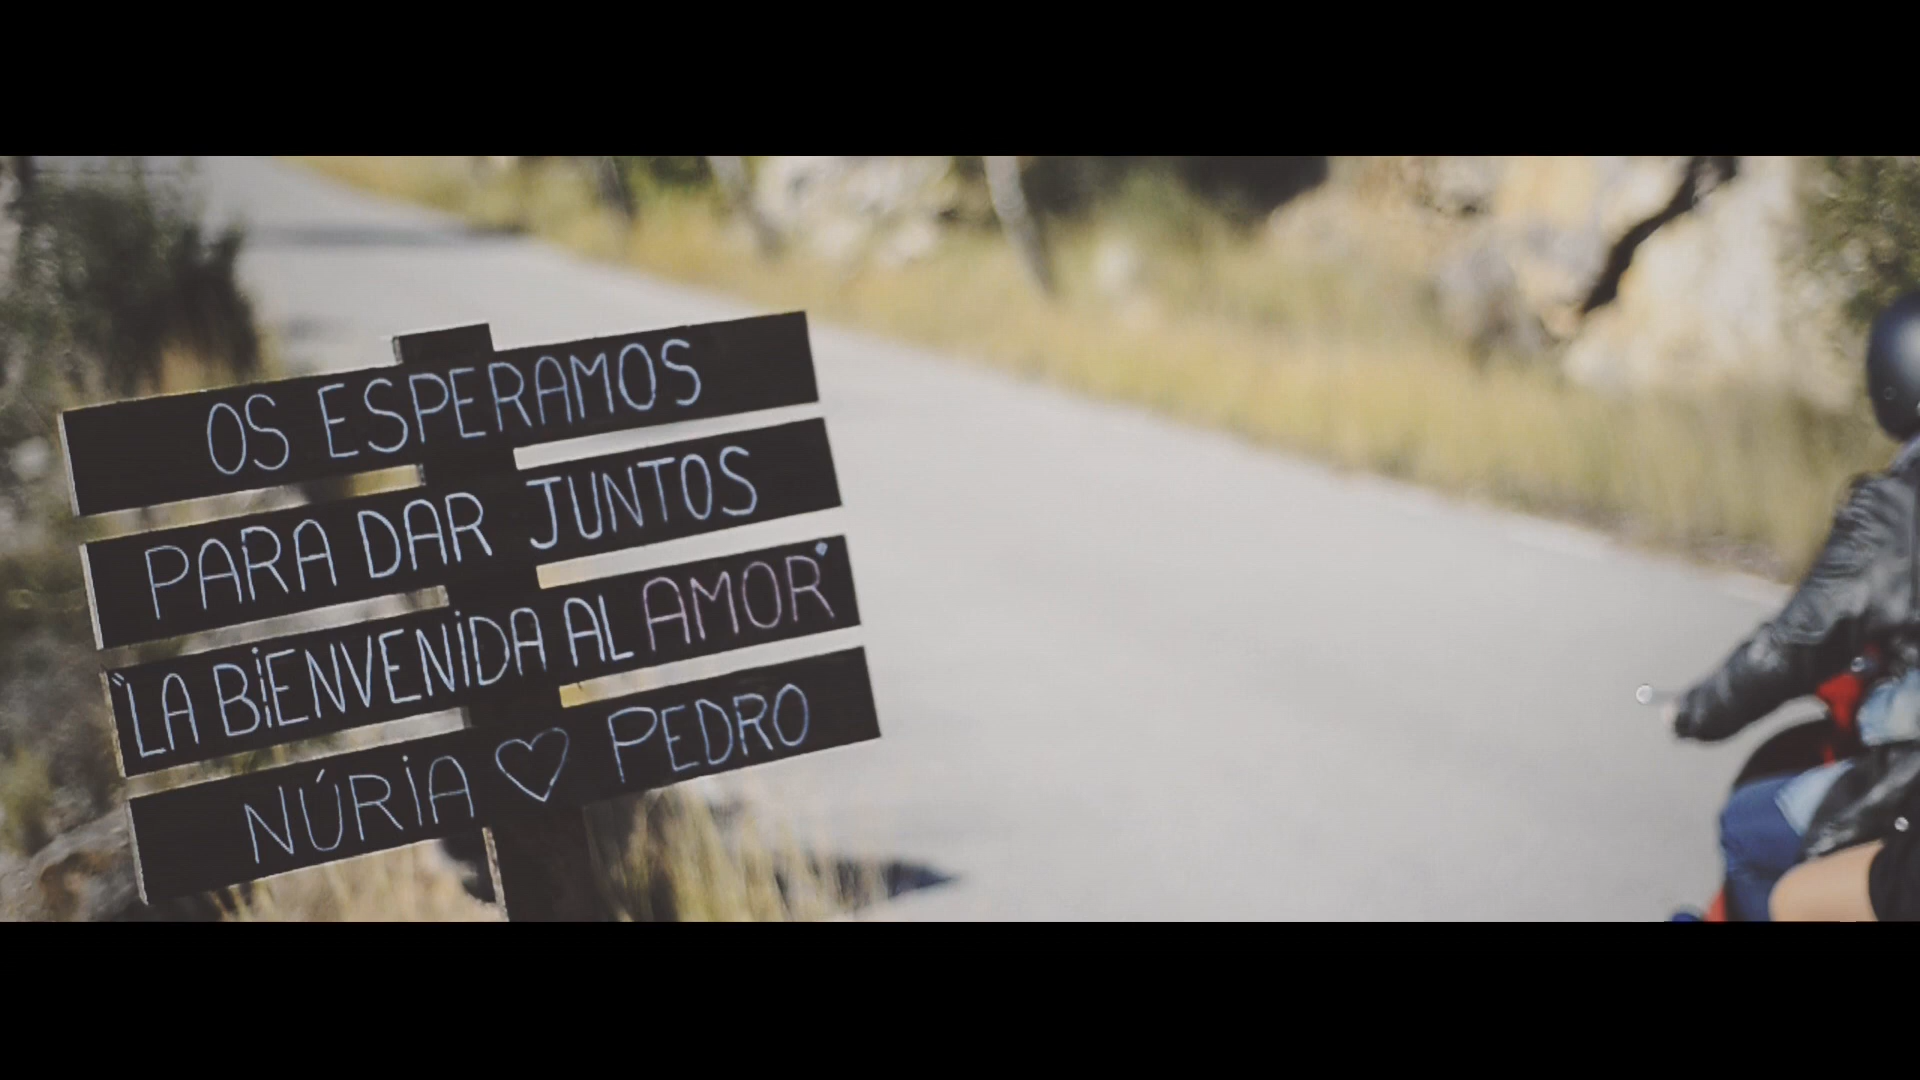 OS ESPERAMOS
PARA DAR JUNTOS
"LA BIENVENIDA AL AMOR"
NÚRIA ♡ PEDRO